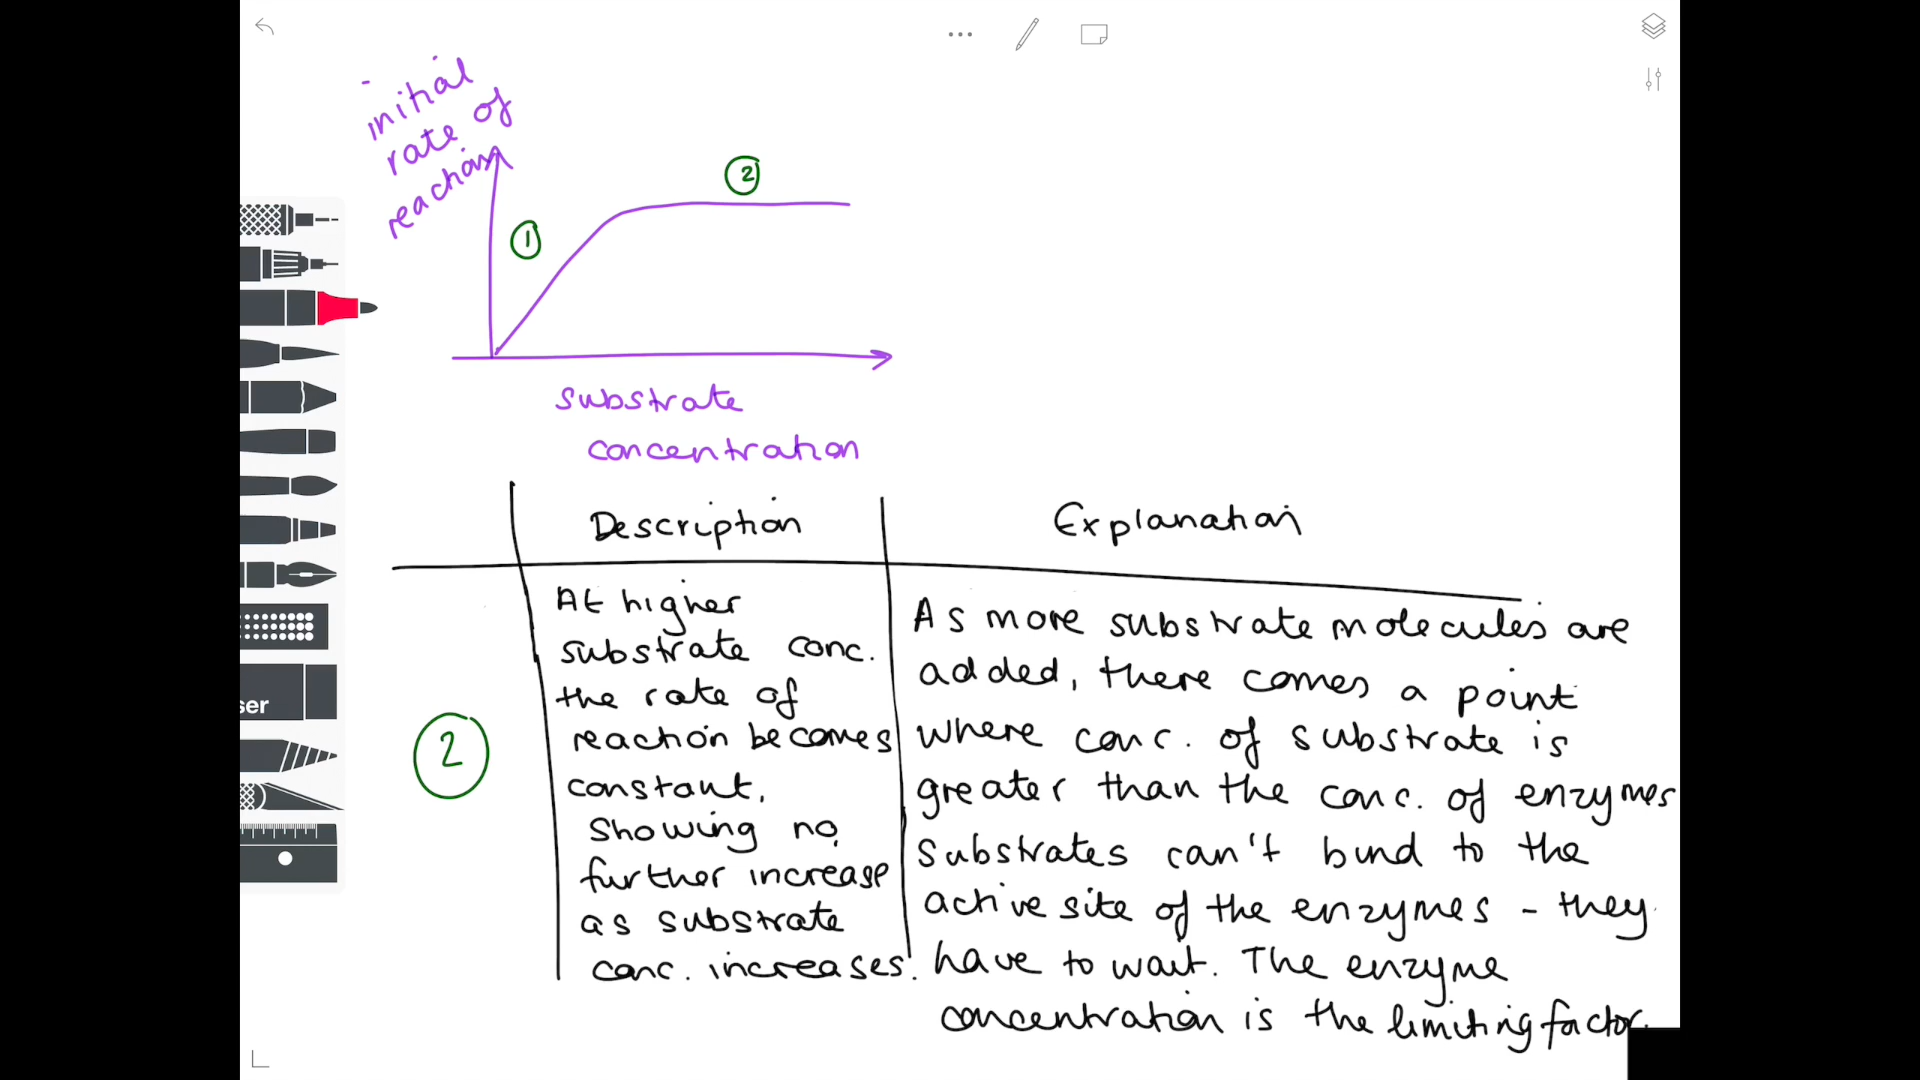 initial
rate of
reaction
①
②
substrate
concentration
Description
Explanation
②
At higher
substrate conc.
the rate of
reaction becomes
constant,
showing no
further increase
as substrate
conc. increases.
As more substrate molecules are
added, there comes a point
where conc. of substrate is
greater than the conc. of enzymes
substrates can't bind to the
active site of the enzymes - they
have to wait. The enzyme
concentration is the limiting factor.
ser